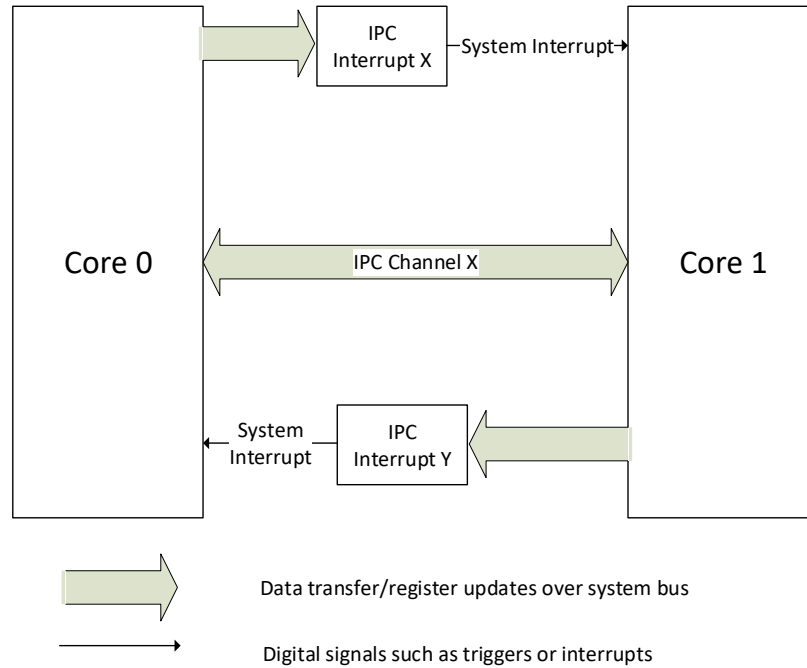 IPC
Interrupt X
System Interrupt
Core 0
IPC Channel X
Core 1
System
Interrupt
IPC
Interrupt Y
Data transfer/register updates over system bus
Digital signals such as triggers or interrupts